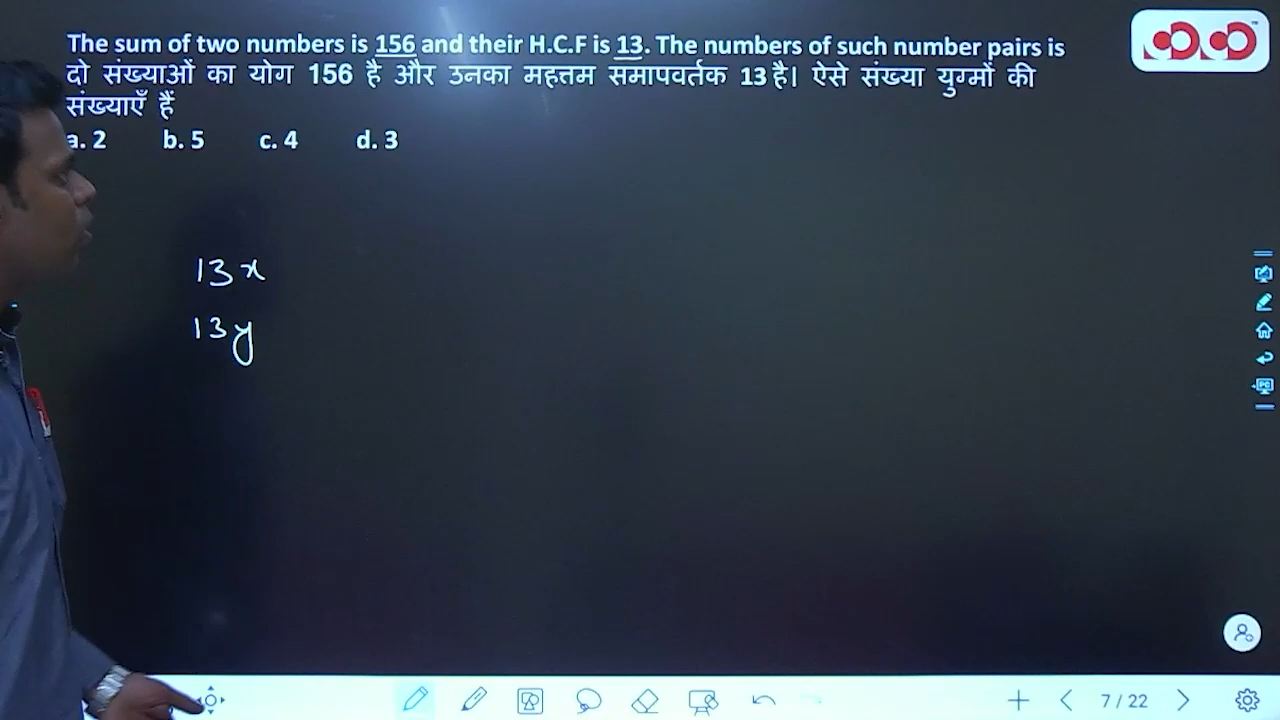 The sum of two numbers is 156 and their H.C.F is 13. The numbers of such number pairs is
दो संख्याओं का योग 156 है और उनका महत्तम समापवर्तक 13 है। ऐसे संख्या युग्मों की
संख्याएँ हैं
a. 2 b. 5 c. 4 d. 3
13x
13y
7 / 22